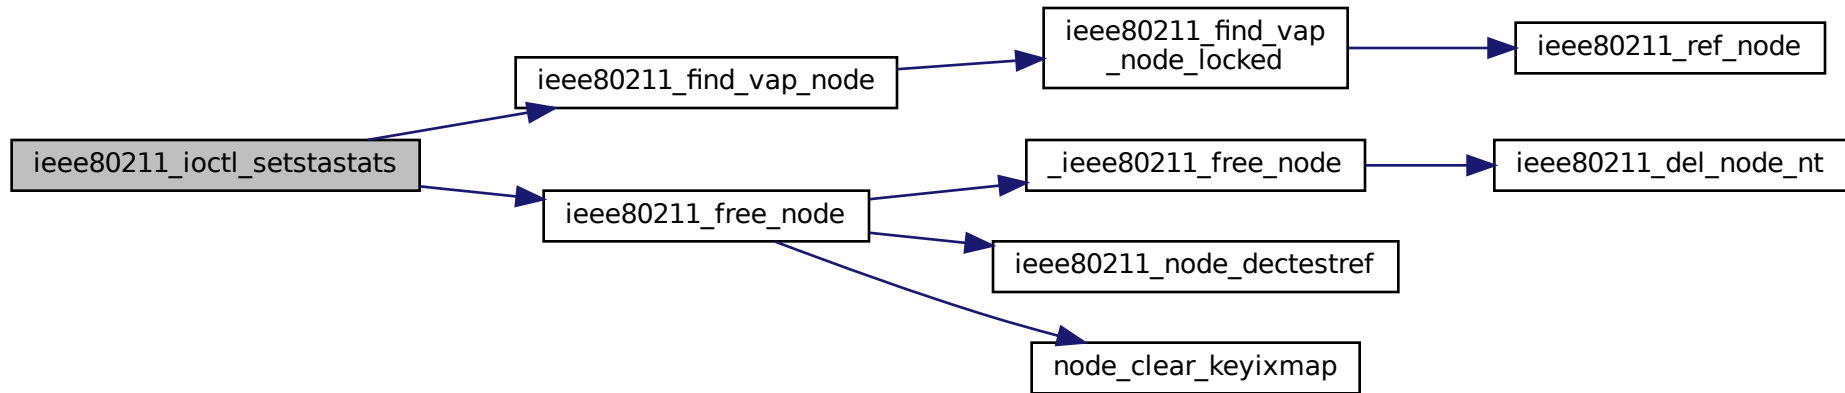 ieee80211_ioctl_setstastats
ieee80211_find_vap_node
ieee80211_find_vap
_node_locked
ieee80211_ref_node
ieee80211_free_node
_ieee80211_free_node
ieee80211_del_node_nt
ieee80211_node_dectestref
node_clear_keyixmap